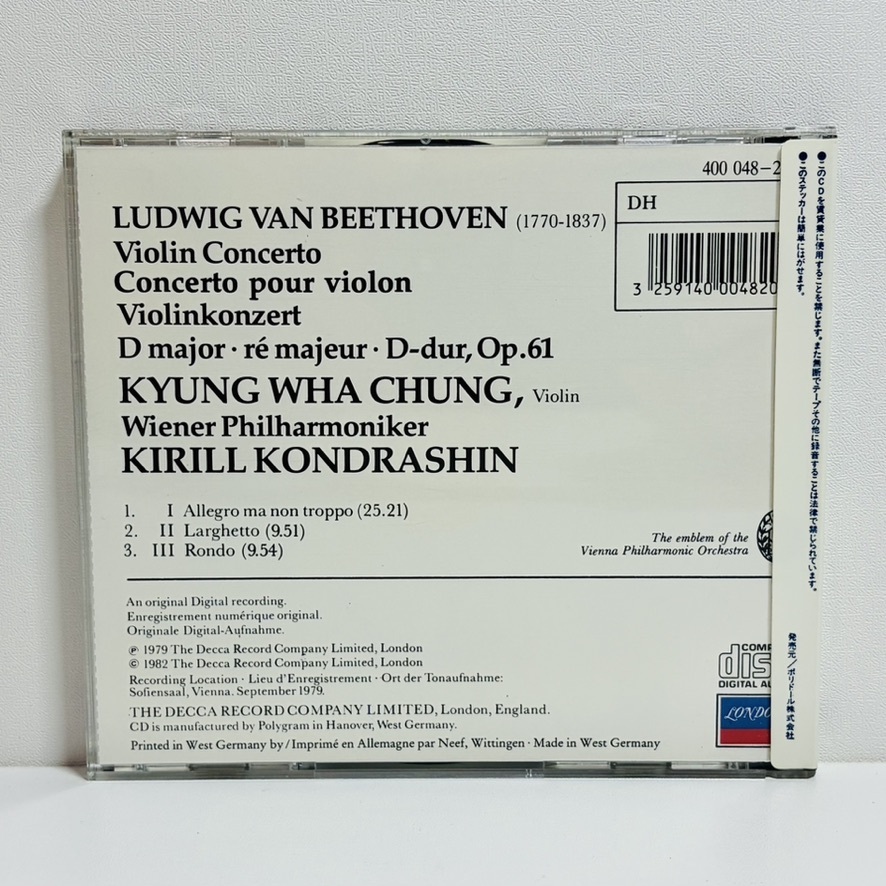 400 048-2
DH
3 259140 004820
LUDWIG VAN BEETHOVEN (1770-1837)
Violin Concerto
Concerto pour violon
Violinkonzert
D major · ré majeur · D-dur, Op.61
KYUNG WHA CHUNG, Violin
Wiener Philharmoniker
KIRILL KONDRASHIN
1. I Allegro ma non troppo (25.21)
2. II Larghetto (9.51)
3. III Rondo (9.54)
The emblem of the
Vienna Philharmonic Orchestra
An original Digital recording.
Enregistrement numérique original.
Originale Digital-Aufnahme.
℗ 1979 The Decca Record Company Limited, London
© 1982 The Decca Record Company Limited, London
Recording Location · Lieu d'Enregistrement · Ort der Tonaufnahme:
Sofiensaal, Vienna. September 1979.
THE DECCA RECORD COMPANY LIMITED, London, England.
CD is manufactured by Polygram in Hanover, West Germany.
Printed in West Germany by / Imprimé en Allemagne par Neef, Wittingen · Made in West Germany
COMP
dis
DIGITAL AU
LONDO
●このCDを賃貸業に使用することを禁じます。また無断でテープその他に録音することは法律で禁じられています。
●このステッカーは簡単にはがせます。
発売元/ポリドール株式会社